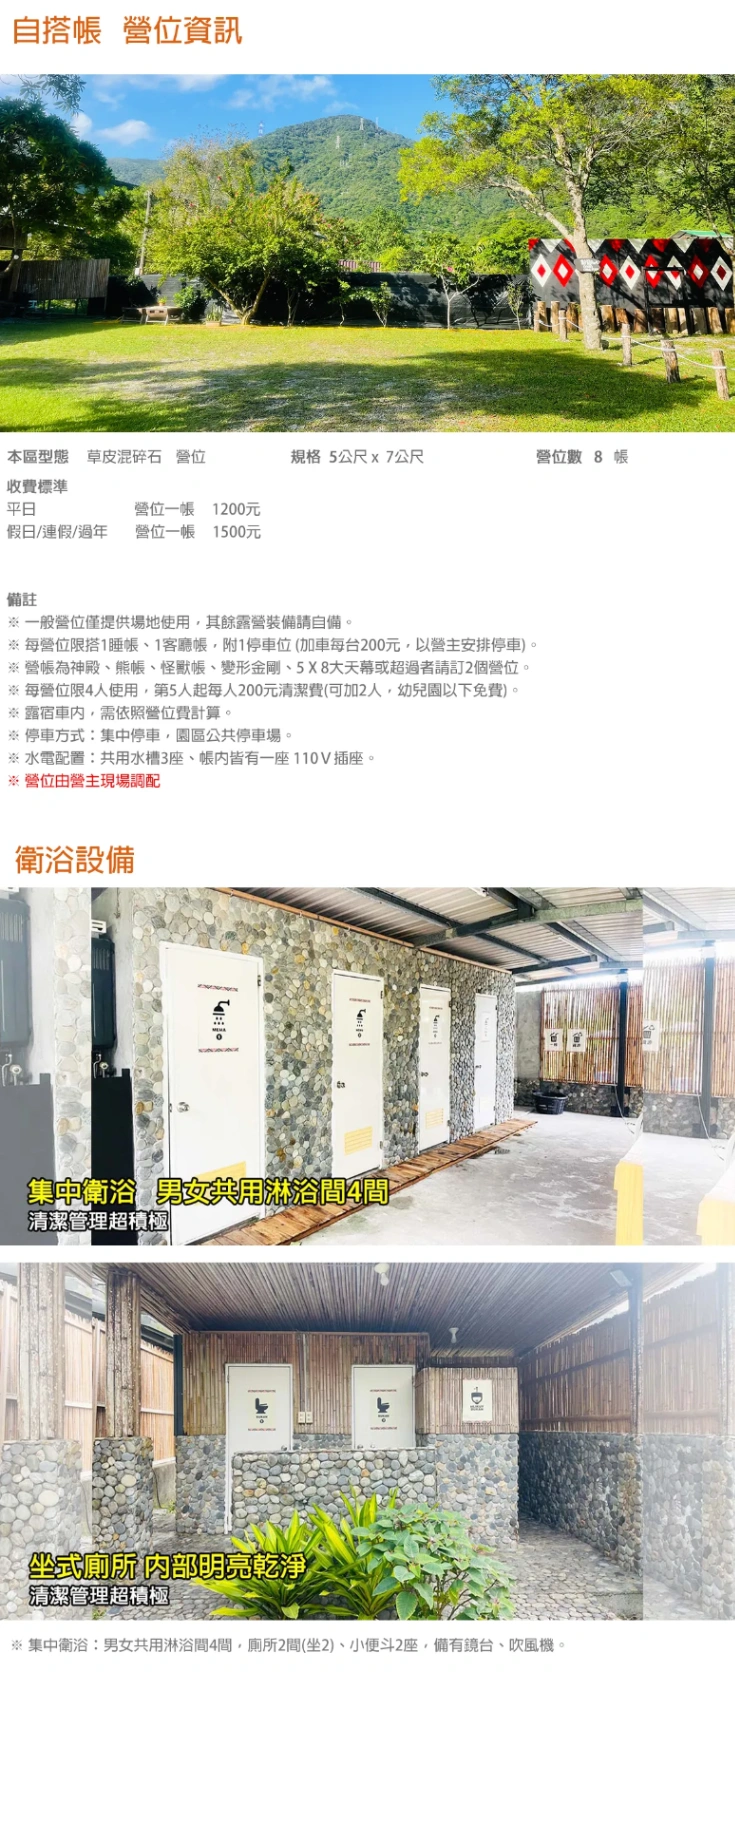 自搭帳 營位資訊
本區型態 草皮混碎石 營位 規格 5公尺 x 7公尺 營位數 8 帳
收費標準
平日 營位一帳 1200元
假日/連假/過年 營位一帳 1500元
備註
※ 一般營位僅提供場地使用，其餘露營裝備請自備。
※ 每營位限搭1睡帳、1客廳帳，附1停車位 (加車每台200元，以營主安排停車)。
※ 營帳為神殿、熊帳、怪獸帳、變形金剛、5 X 8大天幕或超過者請訂2個營位。
※ 每營位限4人使用，第5人起每人200元清潔費(可加2人，幼兒園以下免費)。
※ 露宿車內，需依照營位費計算。
※ 停車方式：集中停車，園區公共停車場。
※ 水電配置：共用水槽3座、帳內皆有一座 110Ｖ插座。
※ 營位由營主現場調配
衛浴設備
集中衛浴 男女共用淋浴間4間
清潔管理超積極
坐式廁所 內部明亮乾淨
清潔管理超積極
※ 集中衛浴：男女共用淋浴間4間，廁所2間(坐2)、小便斗2座，備有鏡台、吹風機。